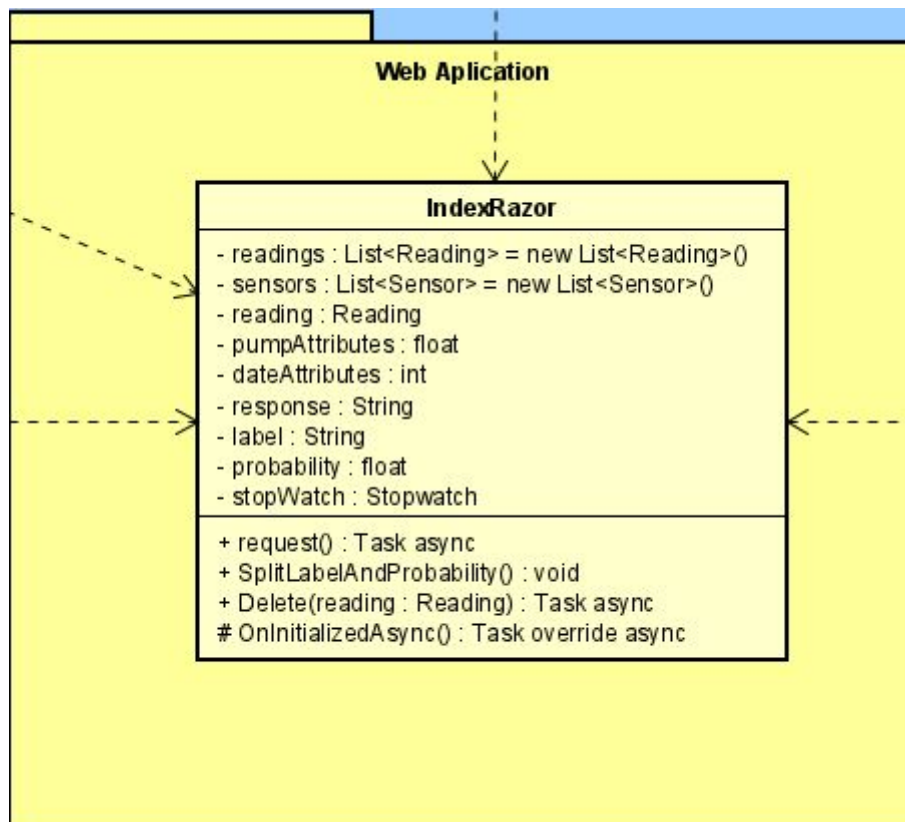 Web Aplication
IndexRazor
- readings : List<Reading> = new List<Reading>()
- sensors : List<Sensor> = new List<Sensor>()
- reading : Reading
- pumpAttributes : float
- dateAttributes : int
- response : String
- label : String
- probability : float
- stopWatch : Stopwatch
+ request() : Task async
+ SplitLabelAndProbability() : void
+ Delete(reading : Reading) : Task async
# OnInitializedAsync() : Task override async